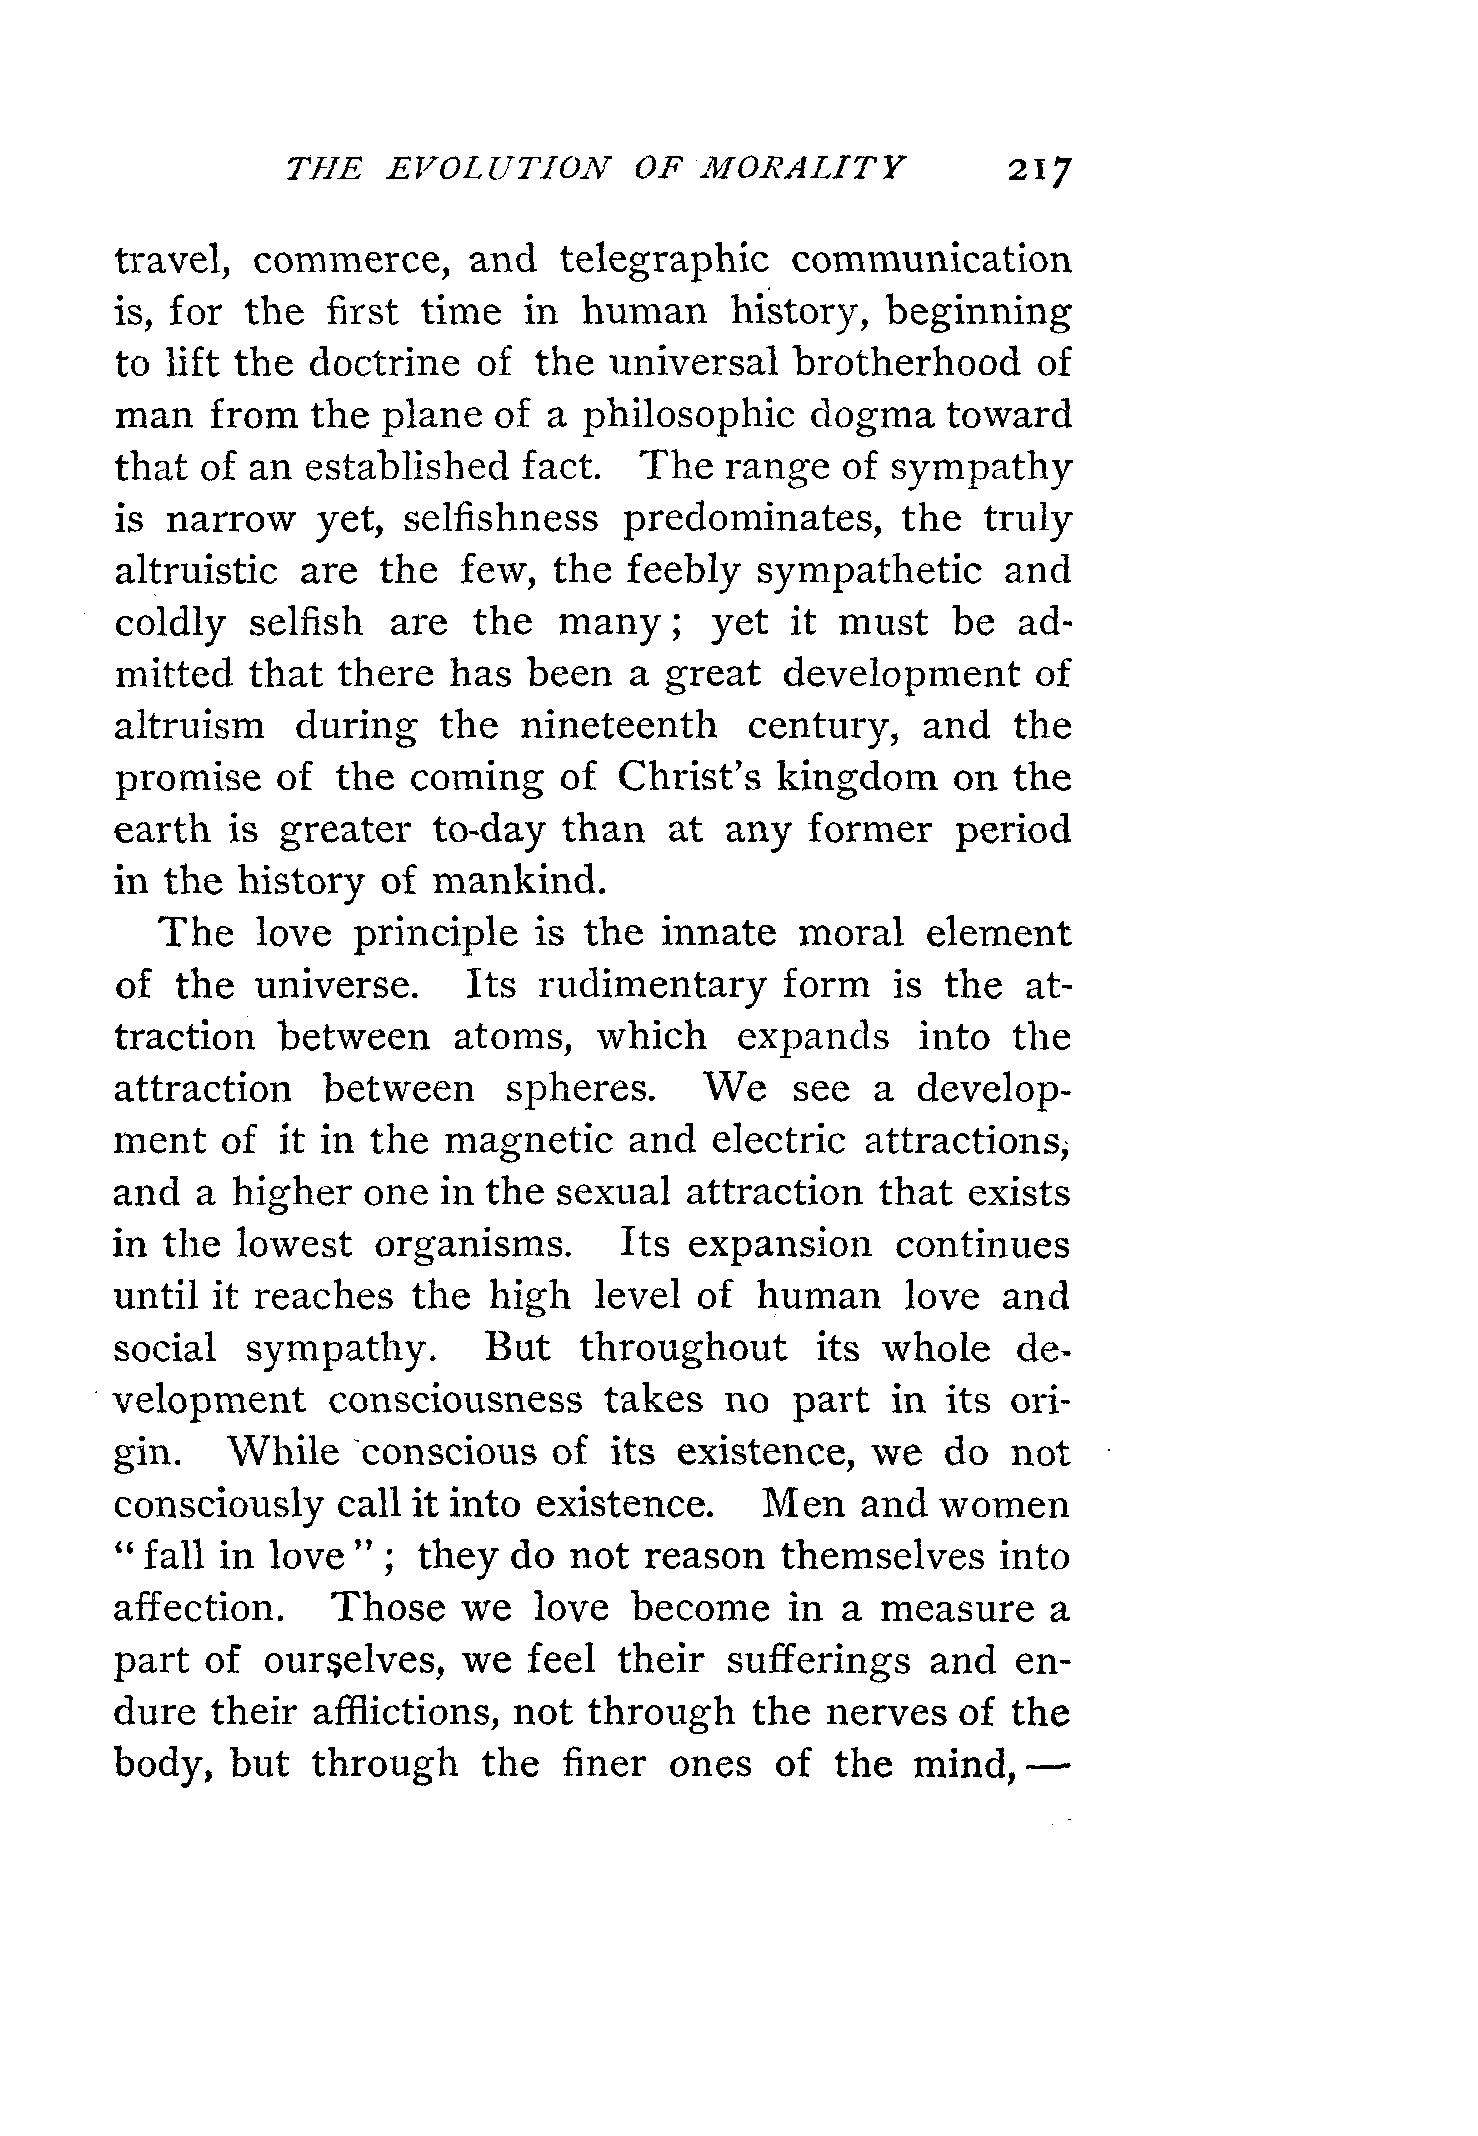 THE EVOLUTION OF MORALITY 217
travel, commerce, and telegraphic communication
is, for the first time in human history, beginning
to lift the doctrine of the universal brotherhood of
man from the plane of a philosophic dogma toward
that of an established fact. The range of sympathy
is narrow yet, selfishness predominates, the truly
altruistic are the few, the feebly sympathetic and
coldly selfish are the many; yet it must be ad-
mitted that there has been a great development of
altruism during the nineteenth century, and the
promise of the coming of Christ's kingdom on the
earth is greater to-day than at any former period
in the history of mankind.
The love principle is the innate moral element
of the universe. Its rudimentary form is the at-
traction between atoms, which expands into the
attraction between spheres. We see a develop-
ment of it in the magnetic and electric attractions,
and a higher one in the sexual attraction that exists
in the lowest organisms. Its expansion continues
until it reaches the high level of human love and
social sympathy. But throughout its whole de-
velopment consciousness takes no part in its ori-
gin. While conscious of its existence, we do not
consciously call it into existence. Men and women
"fall in love"; they do not reason themselves into
affection. Those we love become in a measure a
part of ourselves, we feel their sufferings and en-
dure their afflictions, not through the nerves of the
body, but through the finer ones of the mind,—